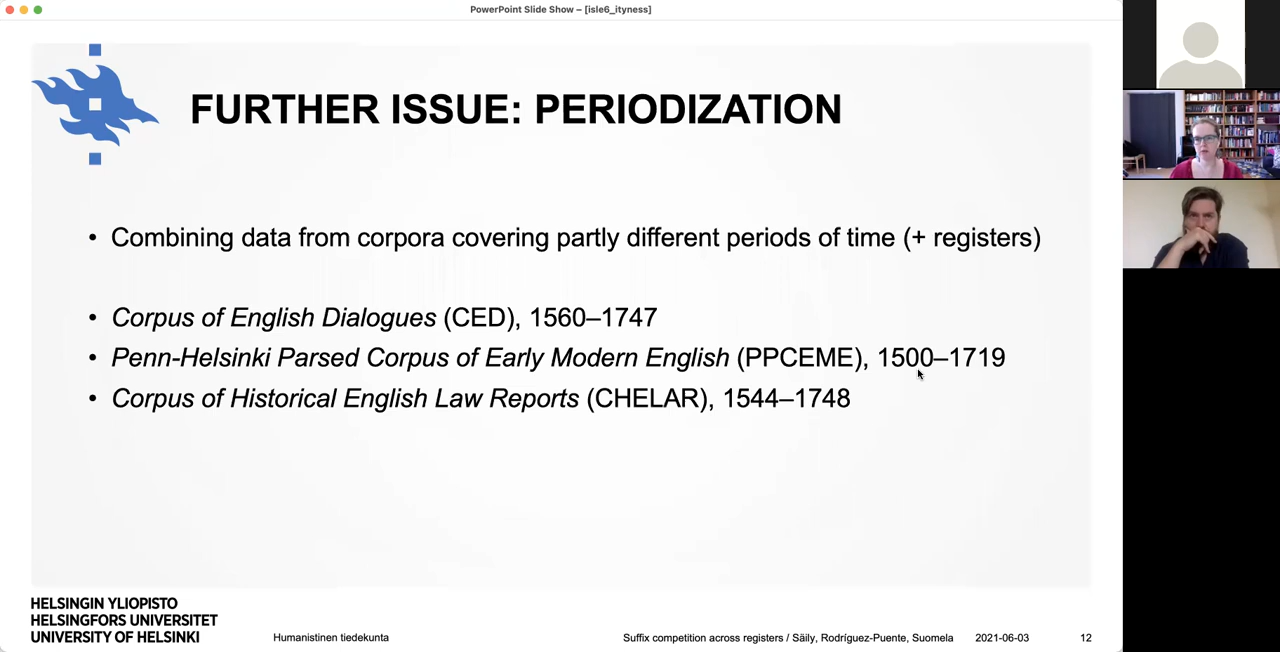 PowerPoint Slide Show – [isle6_ityness]
FURTHER ISSUE: PERIODIZATION
• Combining data from corpora covering partly different periods of time (+ registers)
• Corpus of English Dialogues (CED), 1560–1747
• Penn-Helsinki Parsed Corpus of Early Modern English (PPCEME), 1500–1719
• Corpus of Historical English Law Reports (CHELAR), 1544–1748
HELSINGIN YLIOPISTO
HELSINGFORS UNIVERSITET
UNIVERSITY OF HELSINKI
Humanistinen tiedekunta
Suffix competition across registers / Säily, Rodríguez-Puente, Suomela
2021-06-03
12